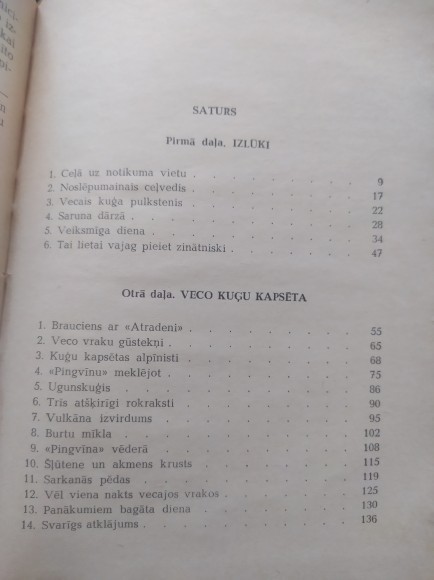 nici-
o iz-
kai
ito
pi-
m
u
SATURS
Pirmā daļa. IZLŪKI
1. Ceļā uz notikuma vietu . . . . . . . 9
2. Noslēpumainais ceļvedis . . . . . . . 17
3. Vecais kuģa pulkstenis . . . . . . . 22
4. Saruna dārzā . . . . . . . . . 28
5. Veiksmīga diena . . . . . . . . 34
6. Tai lietai vajag pieiet zinātniski . . . . . . 47
Otrā daļa. VECO KUĢU KAPSĒTA
1. Brauciens ar «Atradeni» . . . . . . . 55
2. Veco vraku gūstekņi . . . . . . . . 65
3. Kuģu kapsētas alpīnisti . . . . . . . 68
4. «Pingvīnu» meklējot . . . . . . . . 75
5. Ugunskuģis . . . . . . . . . . 86
6. Trīs atšķirīgi rokraksti . . . . . . . 90
7. Vulkāna izvirdums . . . . . . . . 95
8. Burtu mīkla . . . . . . . . . 102
9. «Pingvīna» vēderā . . . . . . . . 108
10. Šļūtene un akmens krusts . . . . . . . 115
11. Sarkanās pēdas . . . . . . . . . 119
12. Vēl viena nakts vecajos vrakos . . . . . . 125
13. Panākumiem bagāta diena . . . . . . . 130
14. Svarīgs atklājums . . . . . . . . 136